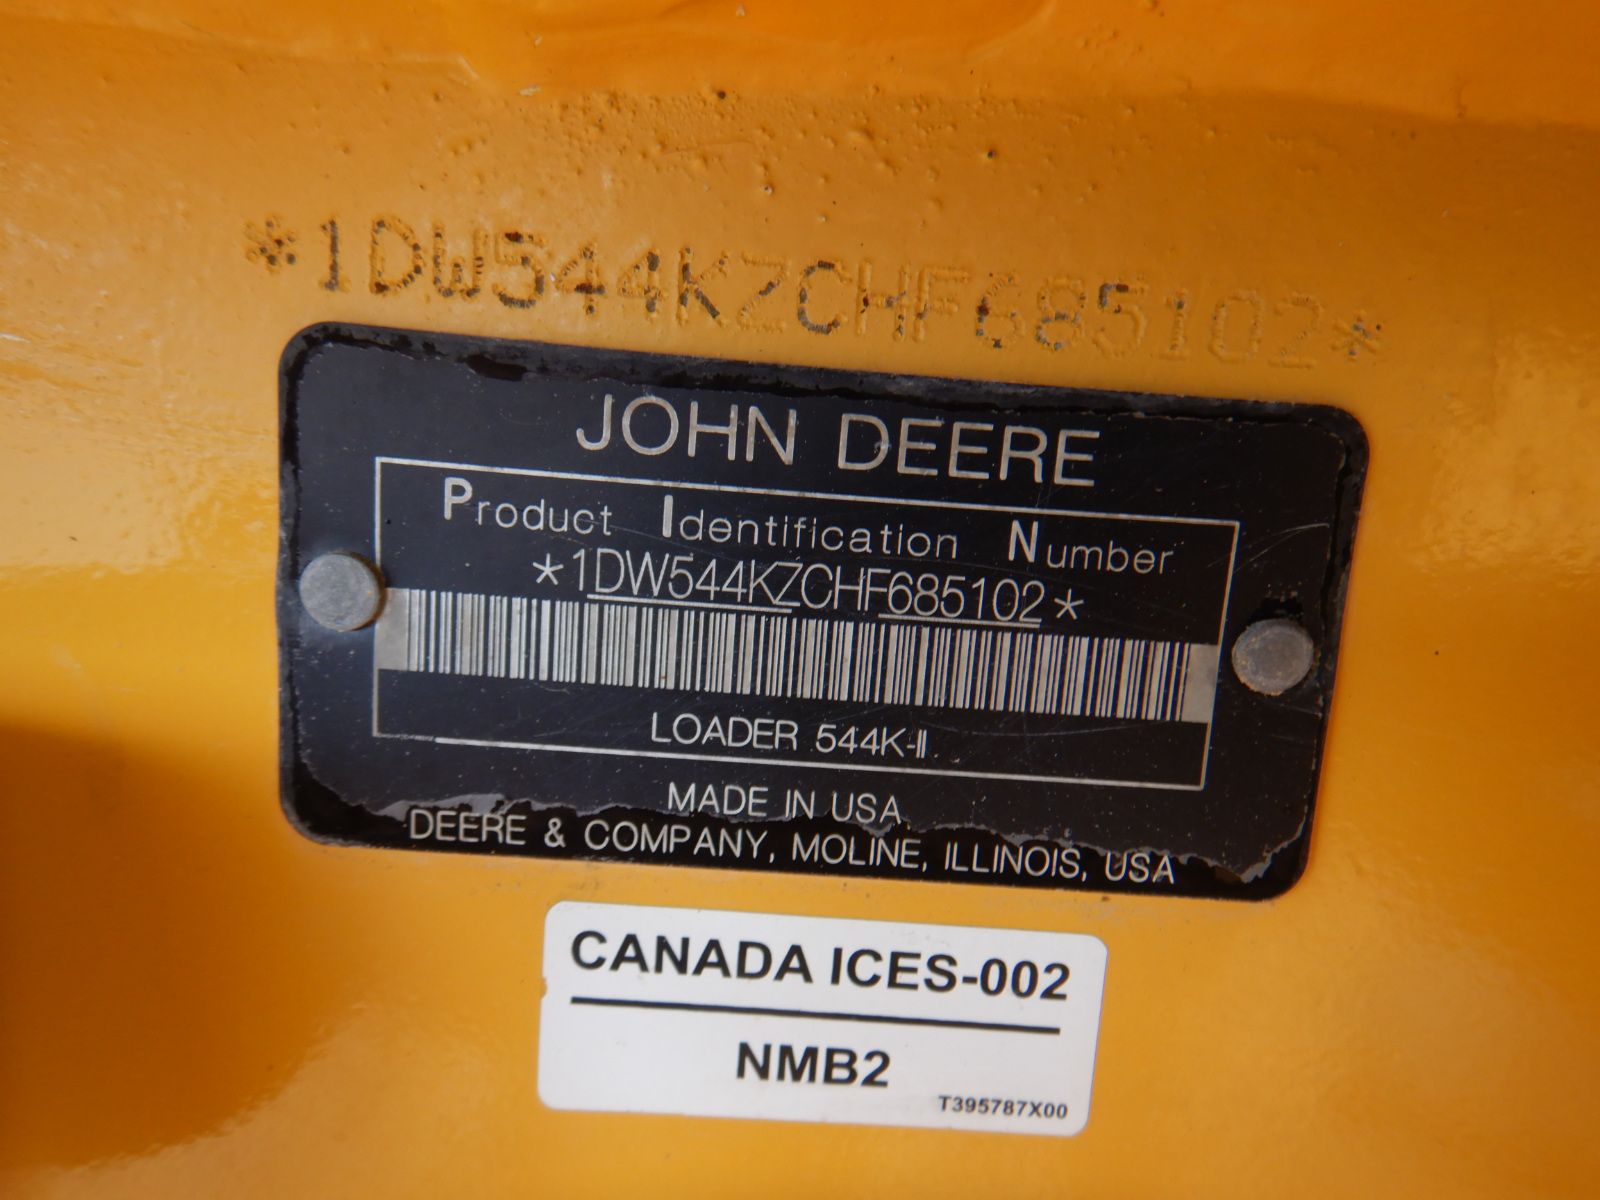 *1DW544KZCHF685102*
JOHN DEERE
Product Identification Number
*1DW544KZCHF685102*
LOADER 544K-II
MADE IN USA
DEERE & COMPANY, MOLINE, ILLINOIS, USA
CANADA ICES-002
NMB2
T395787X00